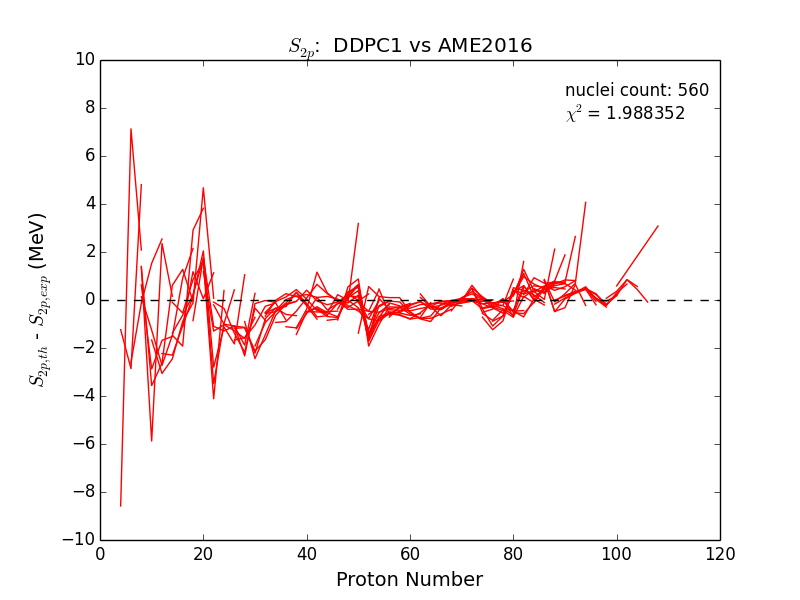 S2p: DDPC1 vs AME2016
nuclei count: 560
χ² = 1.988352
S2p,th - S2p,exp (MeV)
10
8
6
4
2
0
−2
−4
−6
−8
−10
0 20 40 60 80 100 120
Proton Number